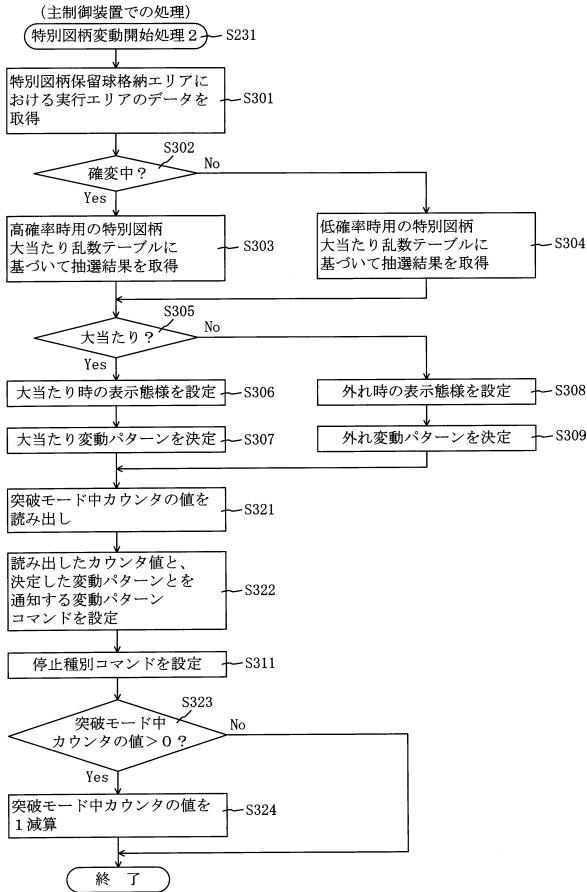 (主制御装置での処理)
特別図柄変動開始処理2
S231
特別図柄保留球格納エリアに
おける実行エリアのデータを
取得
S301
S302
確変中?
No
Yes
高確率時用の特別図柄
大当たり乱数テーブルに
基づいて抽選結果を取得
S303
低確率時用の特別図柄
大当たり乱数テーブルに
基づいて抽選結果を取得
S304
S305
大当たり?
No
Yes
大当たり時の表示態様を設定
S306
外れ時の表示態様を設定
S308
大当たり変動パターンを決定
S307
外れ変動パターンを決定
S309
突破モード中カウンタの値を
読み出し
S321
読み出したカウンタ値と、
決定した変動パターンとを
通知する変動パターン
コマンドを設定
S322
停止種別コマンドを設定
S311
S323
突破モード中
カウンタの値>0?
No
Yes
突破モード中カウンタの値を
1減算
S324
終 了